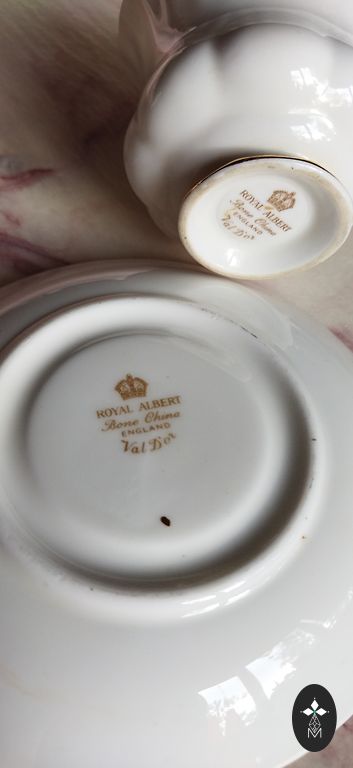 ROYAL ALBERT
Bone China
ENGLAND
Val D'or
ROYAL ALBERT
Bone China
ENGLAND
Val D'or
M